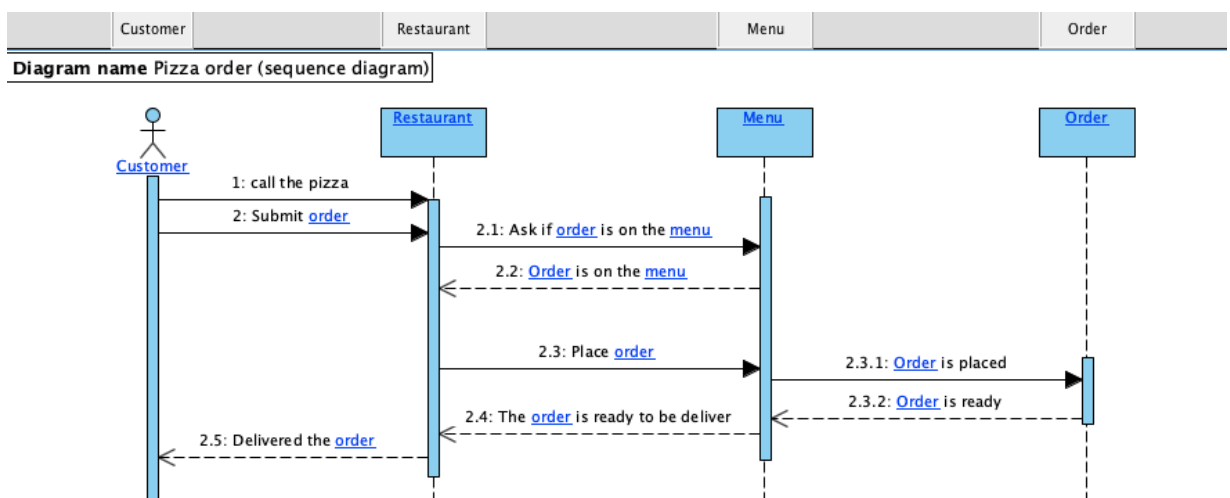 Customer Restaurant Menu Order
Diagram name Pizza order (sequence diagram)
Restaurant Menu Order
Customer
1: call the pizza
2: Submit order
2.1: Ask if order is on the menu
2.2: Order is on the menu
2.3: Place order
2.3.1: Order is placed
2.3.2: Order is ready
2.4: The order is ready to be deliver
2.5: Delivered the order